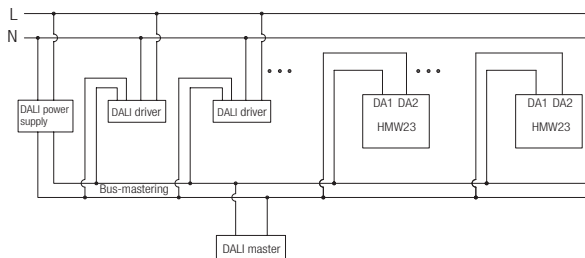 L
N
DALI power
supply
DALI driver
DALI driver
DA1 DA2
HMW23
DA1 DA2
HMW23
Bus-mastering
DALI master